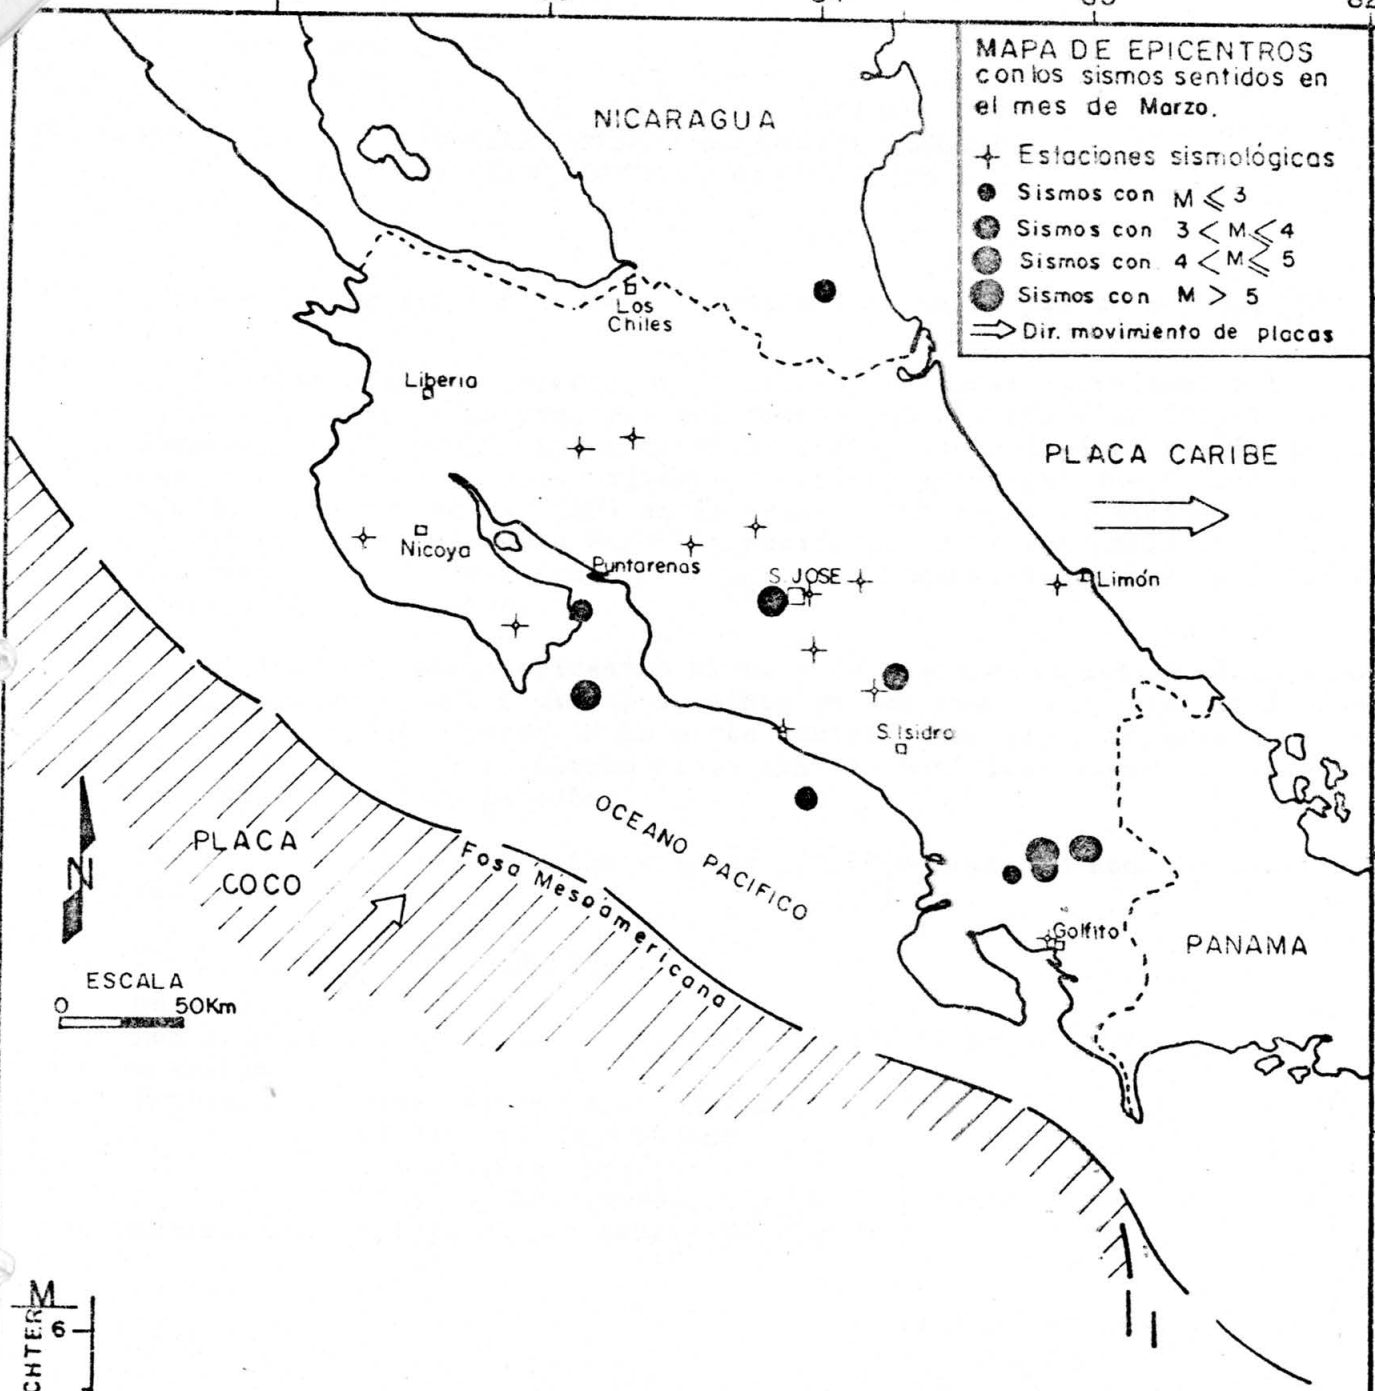 MAPA DE EPICENTROS
con los sismos sentidos en
el mes de Marzo.
Estaciones sismológicas
Sismos con M ≤ 3
Sismos con 3 < M ≤ 4
Sismos con 4 < M ≤ 5
Sismos con M > 5
Dir. movimiento de placas
NICARAGUA
Los
Chiles
Liberia
PLACA CARIBE
Nicoya
Puntarenas
S. JOSE
Limón
S. Isidro
OCEANO PACIFICO
PLACA
COCO
Fosa Mesoamericana
N
Golfito
PANAMA
ESCALA
0 50Km
M
6
CHTER